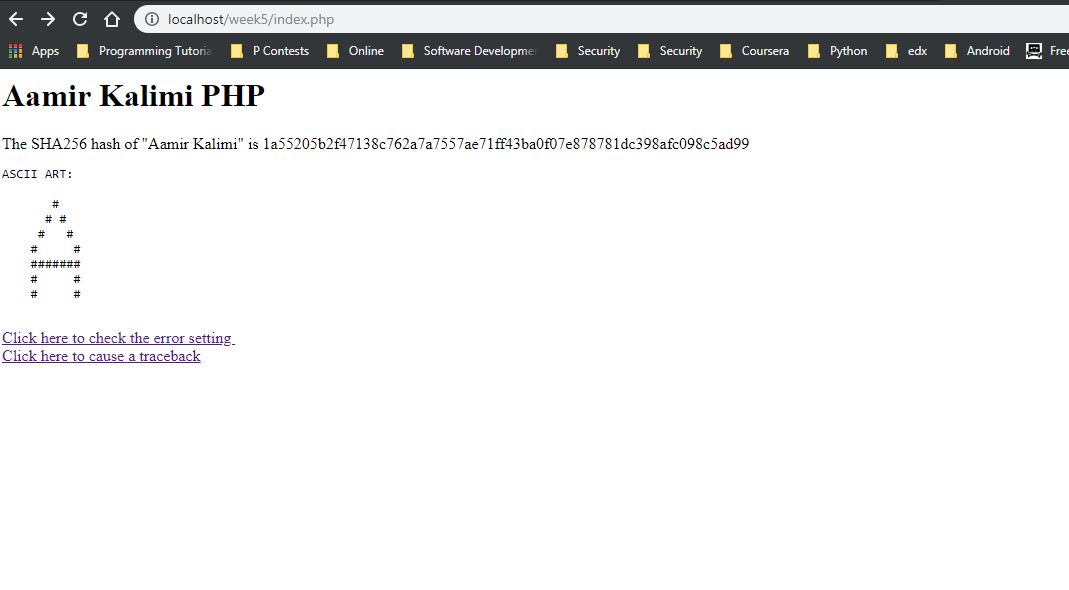 localhost/week5/index.php
Apps Programming Tutoria P Contests Online Software Developme Security Security Coursera Python edx Android Free
Aamir Kalimi PHP
The SHA256 hash of "Aamir Kalimi" is 1a55205b2f47138c762a7a7557ae71ff43ba0f07e878781dc398afc098c5ad99
ASCII ART:
       #
      # #
     #   #
    #     #
    #######
    #     #
    #     #
Click here to check the error setting
Click here to cause a traceback